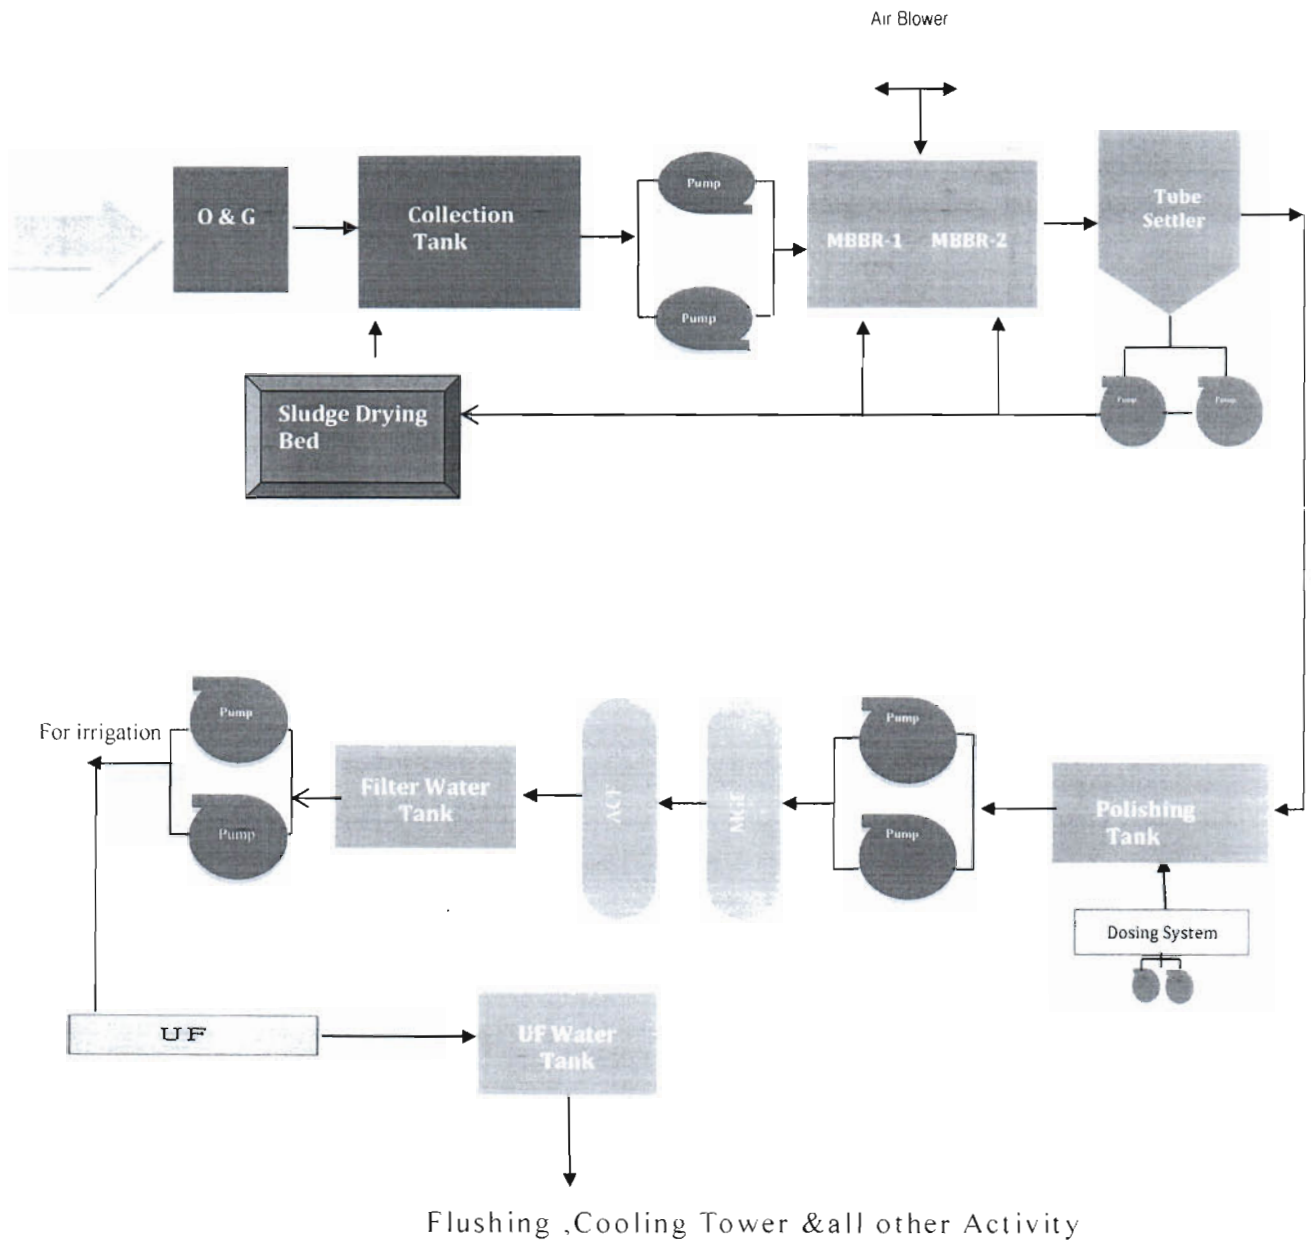 Air Blower
O & G
Collection
Tank
Pump
Pump
MBBR-1 MBBR-2
Tube
Settler
Sludge Drying
Bed
Pump
Pump
For irrigation
Pump
Pump
Filter Water
Tank
ACF
MGF
Pump
Pump
Polishing
Tank
Dosing System
UF
UF Water
Tank
Flushing ,Cooling Tower &all other Activity